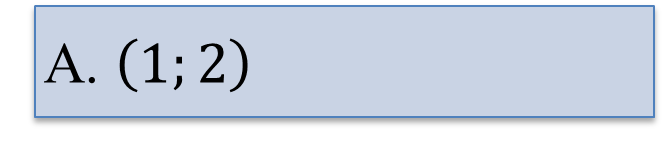 A. (1; 2)